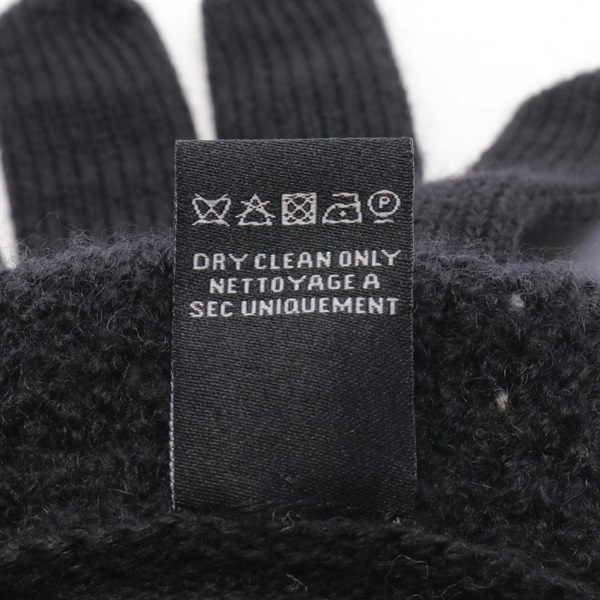 P
DRY CLEAN ONLY
NETTOYAGE A
SEC UNIQUEMENT